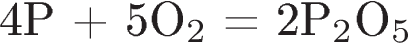 4P + 5O₂ = 2P₂O₅